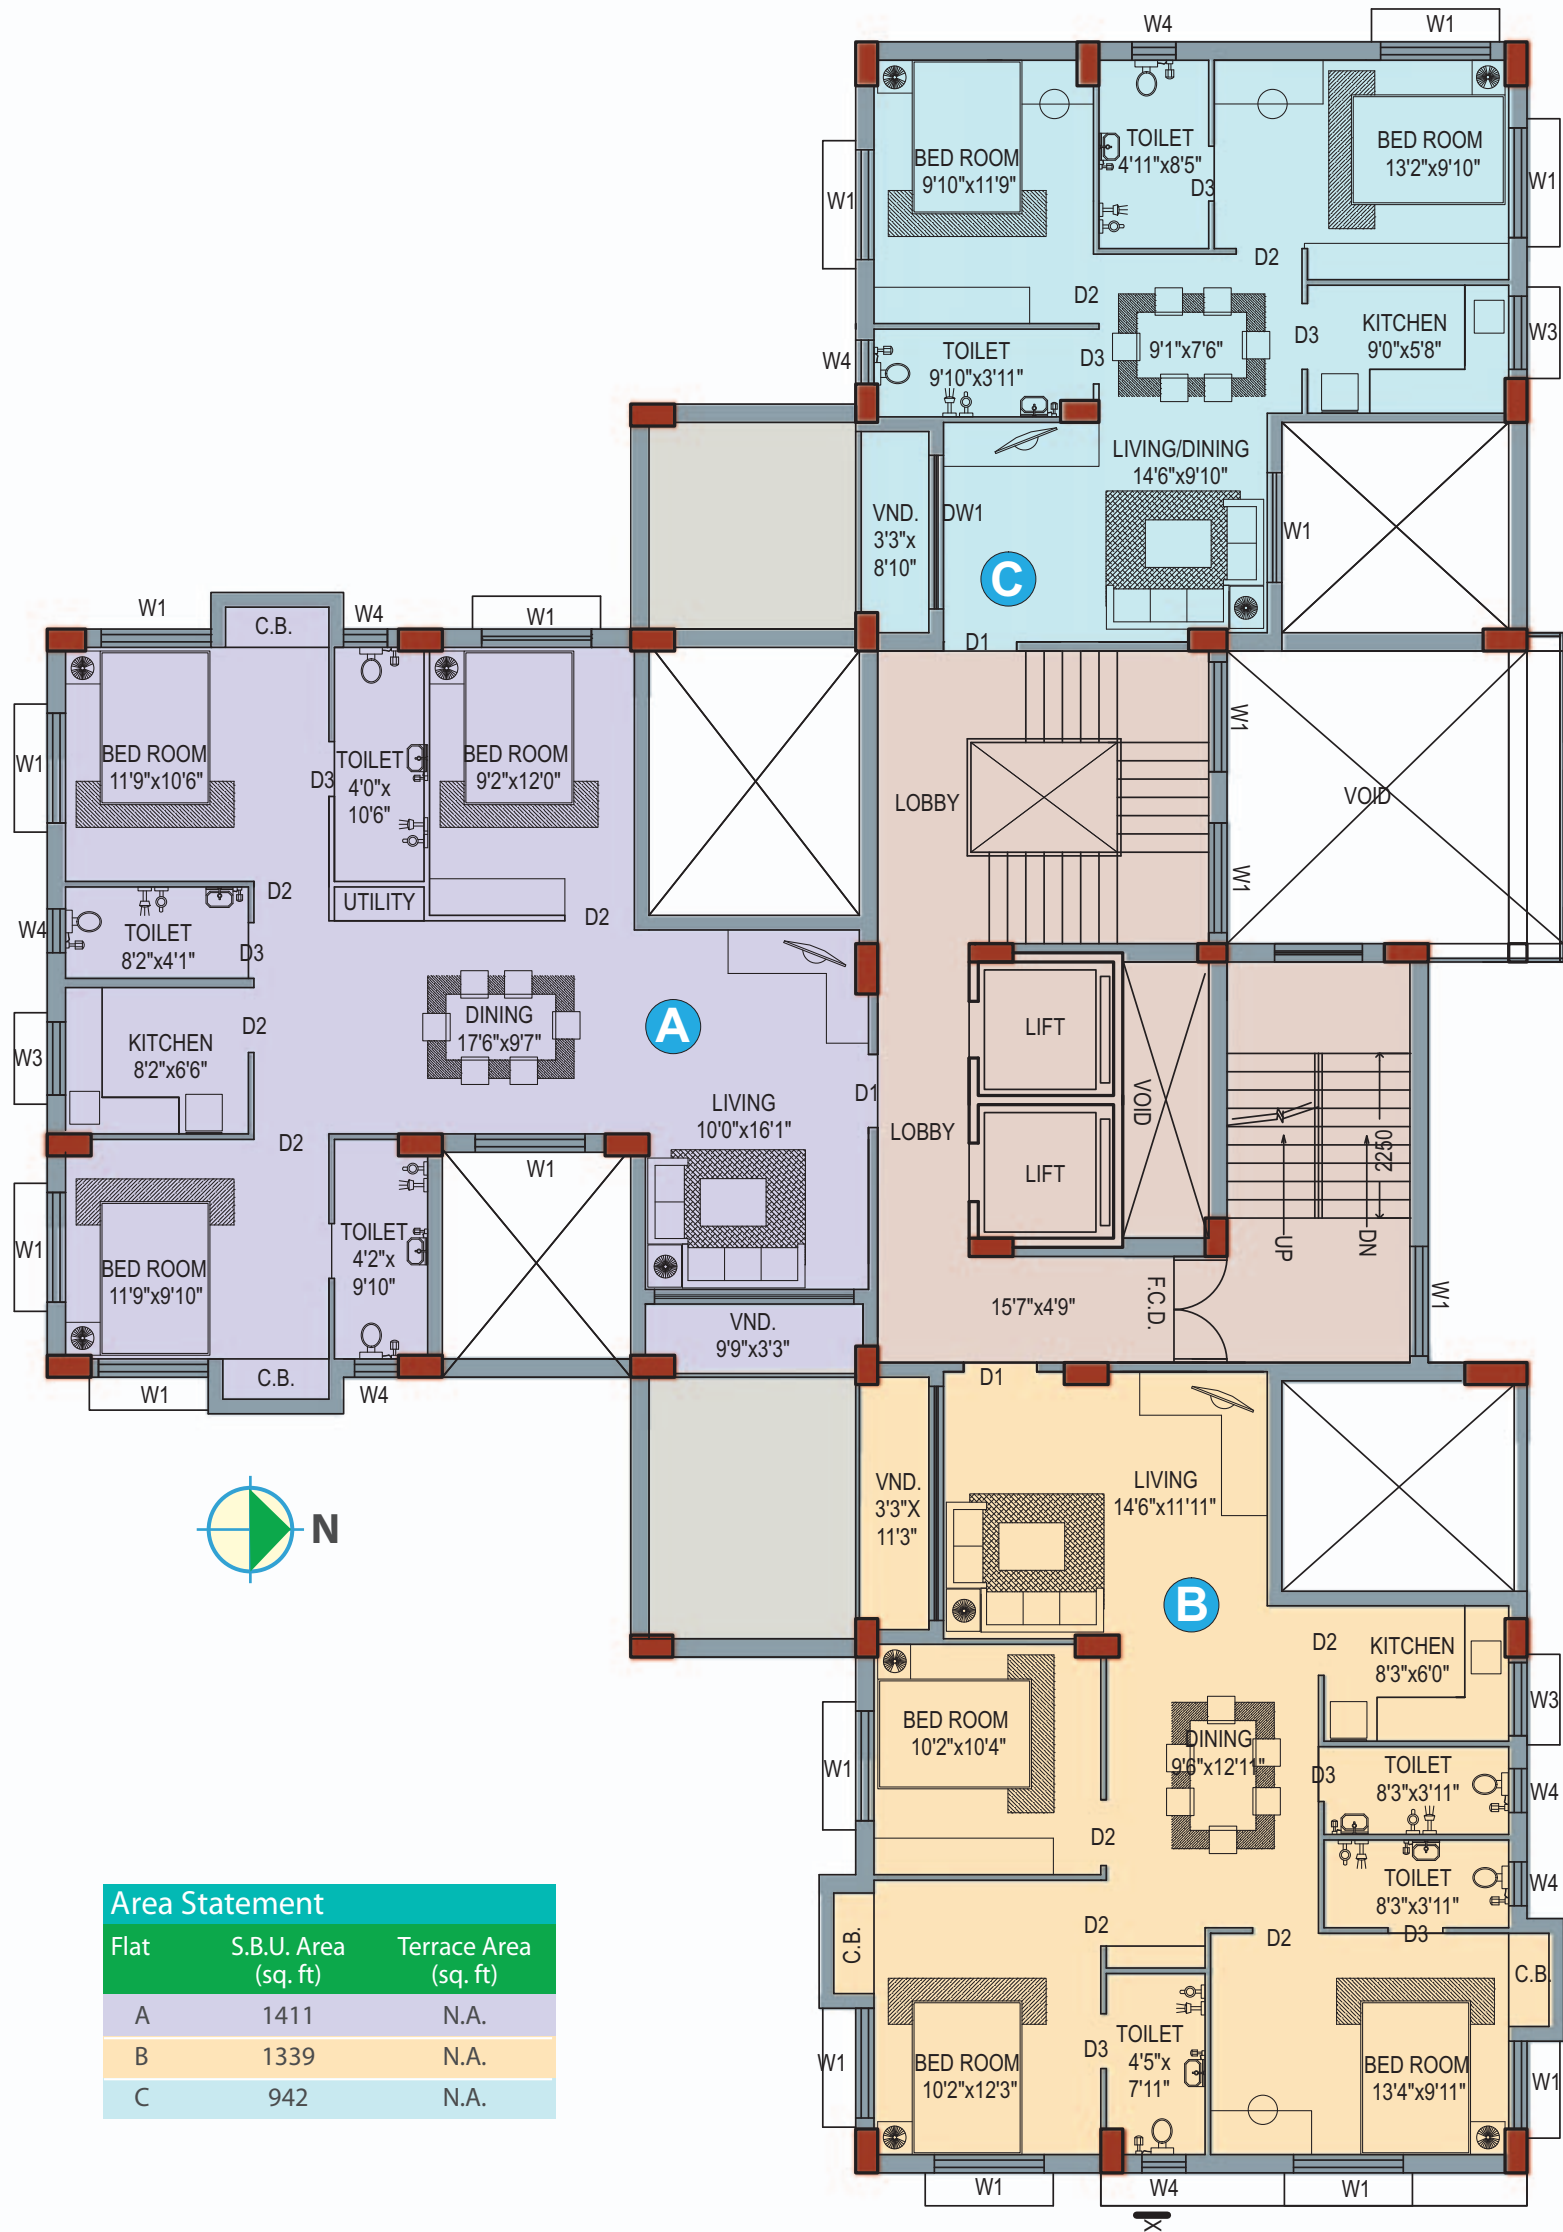 W4
W1
BED ROOM
9'10"x11'9"
TOILET
4'11"x8'5"
D3
BED ROOM
13'2"x9'10"
W1
W1
D2
D2
TOILET
9'10"x3'11"
W4
D3
9'1"x7'6"
D3
KITCHEN
9'0"x5'8"
W3
LIVING/DINING
14'6"x9'10"
VND.
3'3"x
8'10"
DW1
W1
C
D1
W1
C.B.
W4
W1
BED ROOM
11'9"x10'6"
W1
D3
TOILET
4'0"x
10'6"
BED ROOM
9'2"x12'0"
LOBBY
W1
VOID
W1
D2
UTILITY
D2
W4
TOILET
8'2"x4'1"
D3
DINING
17'6"x9'7"
A
LIFT
KITCHEN
8'2"x6'6"
D2
W3
D1
VOID
LIVING
10'0"x16'1"
LOBBY
D2
W1
LIFT
2250
UP
DN
TOILET
4'2"x
9'10"
W1
BED ROOM
11'9"x9'10"
W1
15'7"x4'9"
F.C.D.
VND.
9'9"x3'3"
W1
C.B.
W4
D1
N
VND.
3'3"X
11'3"
LIVING
14'6"x11'11"
B
D2
KITCHEN
8'3"x6'0"
W3
BED ROOM
10'2"x10'4"
W1
DINING
9'6"x12'11"
D3
TOILET
8'3"x3'11"
W4
D2
TOILET
8'3"x3'11"
W4
D2
D2
D3
C.B.
C.B.
Area Statement
Flat S.B.U. Area Terrace Area
(sq. ft) (sq. ft)
A 1411 N.A.
B 1339 N.A.
C 942 N.A.
TOILET
4'5"x
7'11"
D3
BED ROOM
10'2"x12'3"
W1
BED ROOM
13'4"x9'11"
W1
W1
W4
W1
X